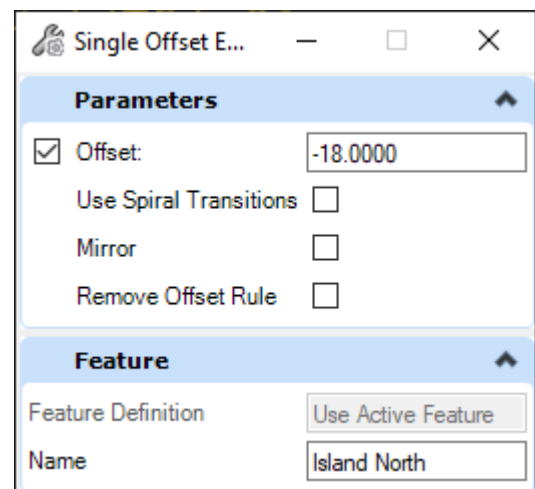 Single Offset E...
Parameters
Offset: -18.0000
Use Spiral Transitions
Mirror
Remove Offset Rule
Feature
Feature Definition Use Active Feature
Name Island North